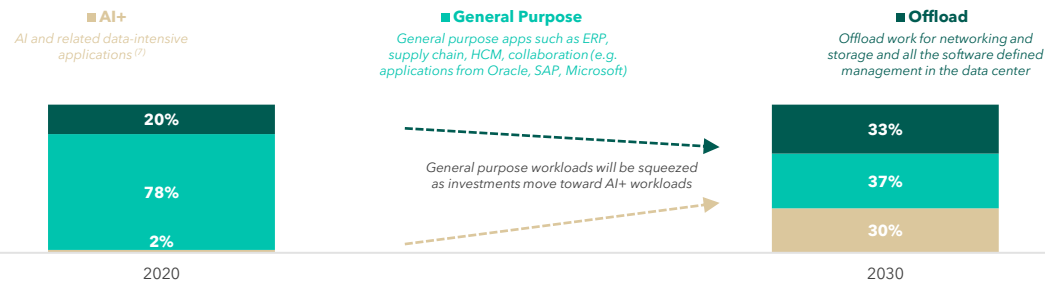 AI+
AI and related data-intensive
applications (7)
General Purpose
General purpose apps such as ERP,
supply chain, HCM, collaboration (e.g.
applications from Oracle, SAP, Microsoft)
Offload
Offload work for networking and
storage and all the software defined
management in the data center
20%
78%
2%
2020
General purpose workloads will be squeezed
as investments move toward AI+ workloads
33%
37%
30%
2030